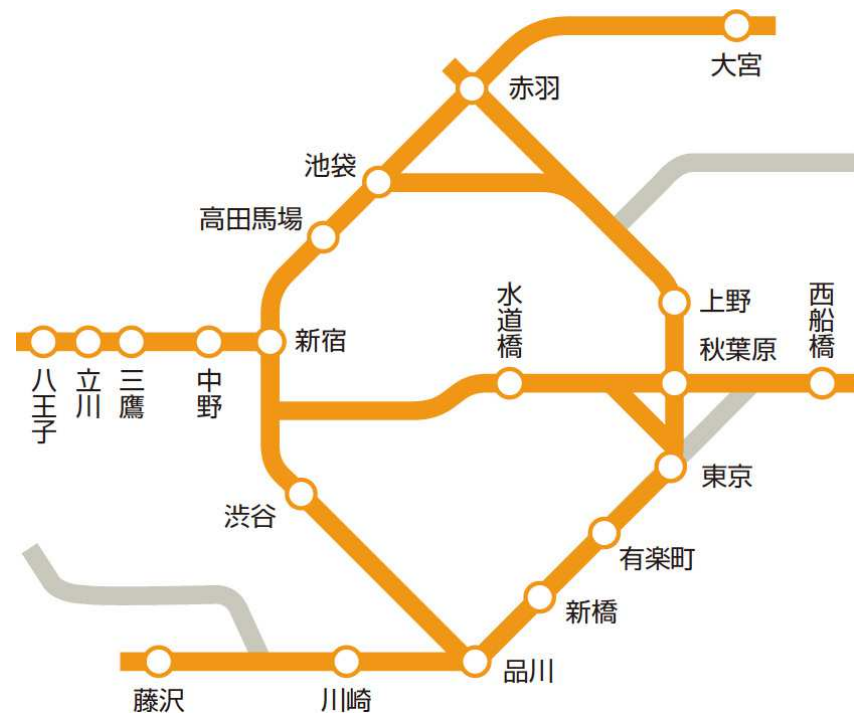 大宮
赤羽
池袋
高田馬場
上野
水道橋
西船橋
新宿
秋葉原
八王子
立川
三鷹
中野
東京
渋谷
有楽町
新橋
品川
藤沢
川崎